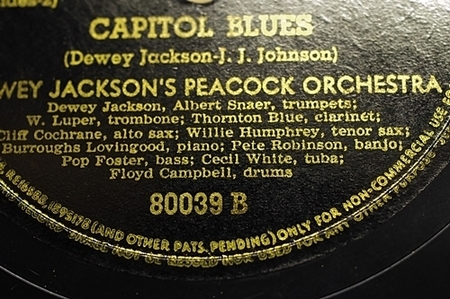 CAPITOL BLUES
(Dewey Jackson-J. J. Johnson)
WEY JACKSON'S PEACOCK ORCHESTRA
Dewey Jackson, Albert Snaer, trumpets;
W. Luper, trombone; Thornton Blue, clarinet;
Cliff Cochrane, alto sax; Willie Humphrey, tenor sax;
Burroughs Lovingood, piano; Pete Robinson, banjo;
Pop Foster, bass; Cecil White, tuba;
Floyd Campbell, drums
80039 B
RE16588, 1895178 (AND OTHER PATS. PENDING) ONLY FOR NON-COMMERCIAL USE